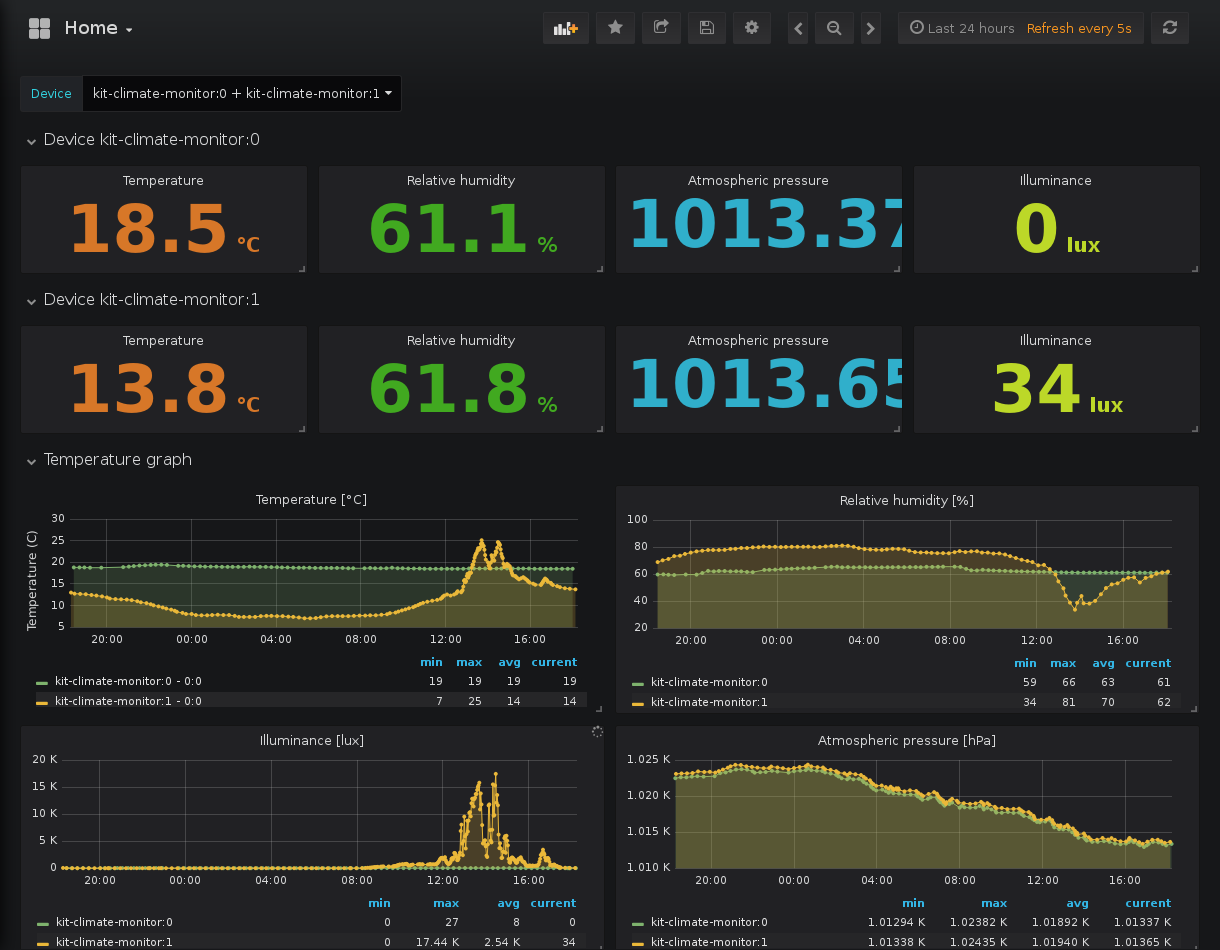 Home
Last 24 hours Refresh every 5s
Device kit-climate-monitor:0 + kit-climate-monitor:1
Device kit-climate-monitor:0
Temperature Relative humidity Atmospheric pressure Illuminance
18.5 °C 61.1 % 1013.37 0 lux
Device kit-climate-monitor:1
Temperature Relative humidity Atmospheric pressure Illuminance
13.8 °C 61.8 % 1013.65 34 lux
Temperature graph
Temperature [°C]
Temperature (C)
30
25
20
15
10
5
20:00 00:00 04:00 08:00 12:00 16:00
min max avg current
kit-climate-monitor:0 - 0:0 19 19 19 19
kit-climate-monitor:1 - 0:0 7 25 14 14
Relative humidity [%]
100
80
60
40
20
20:00 00:00 04:00 08:00 12:00 16:00
min max avg current
kit-climate-monitor:0 59 66 63 61
kit-climate-monitor:1 34 81 70 62
Illuminance [lux]
20 K
15 K
10 K
5 K
0
20:00 00:00 04:00 08:00 12:00 16:00
min max avg current
kit-climate-monitor:0 0 27 8 0
kit-climate-monitor:1 0 17.44 K 2.54 K 34
Atmospheric pressure [hPa]
1.025 K
1.020 K
1.015 K
1.010 K
20:00 00:00 04:00 08:00 12:00 16:00
min max avg current
kit-climate-monitor:0 1.01294 K 1.02382 K 1.01892 K 1.01337 K
kit-climate-monitor:1 1.01338 K 1.02435 K 1.01940 K 1.01365 K